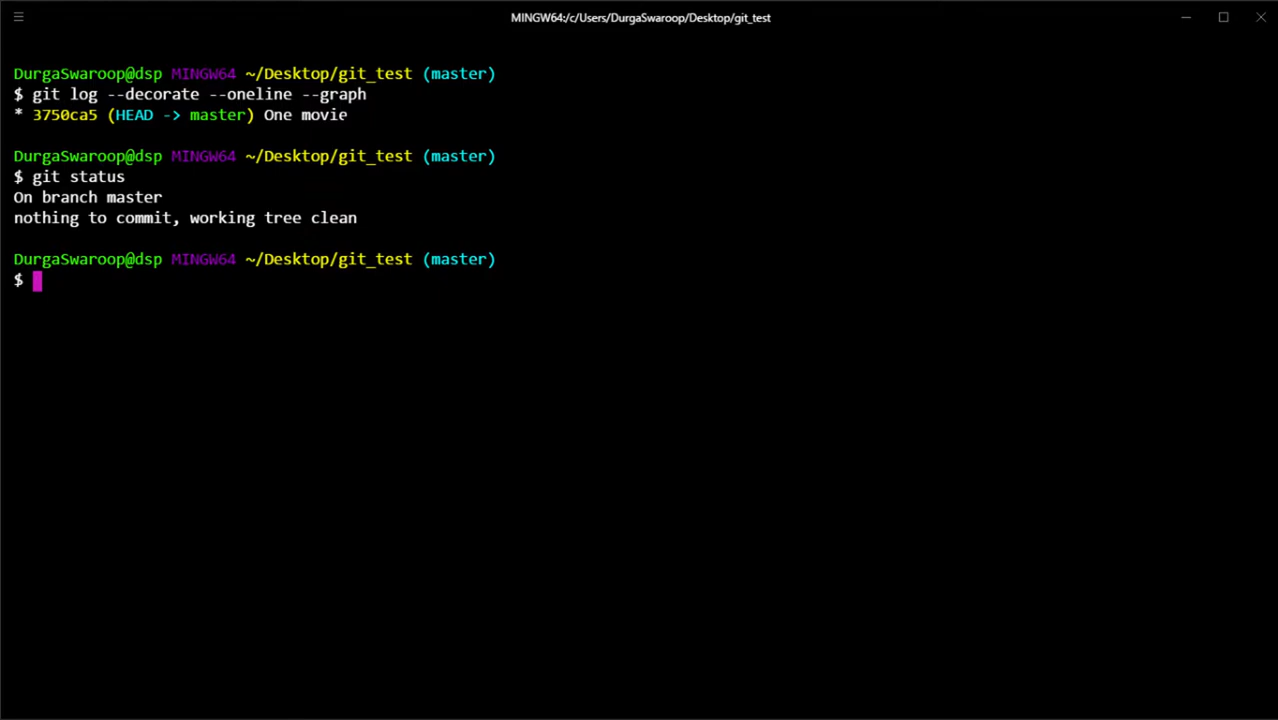 MINGW64:/c/Users/DurgaSwaroop/Desktop/git_test
DurgaSwaroop@dsp MINGW64 ~/Desktop/git_test (master)
$ git log --decorate --oneline --graph
* 3750ca5 (HEAD -> master) One movie
DurgaSwaroop@dsp MINGW64 ~/Desktop/git_test (master)
$ git status
On branch master
nothing to commit, working tree clean
DurgaSwaroop@dsp MINGW64 ~/Desktop/git_test (master)
$